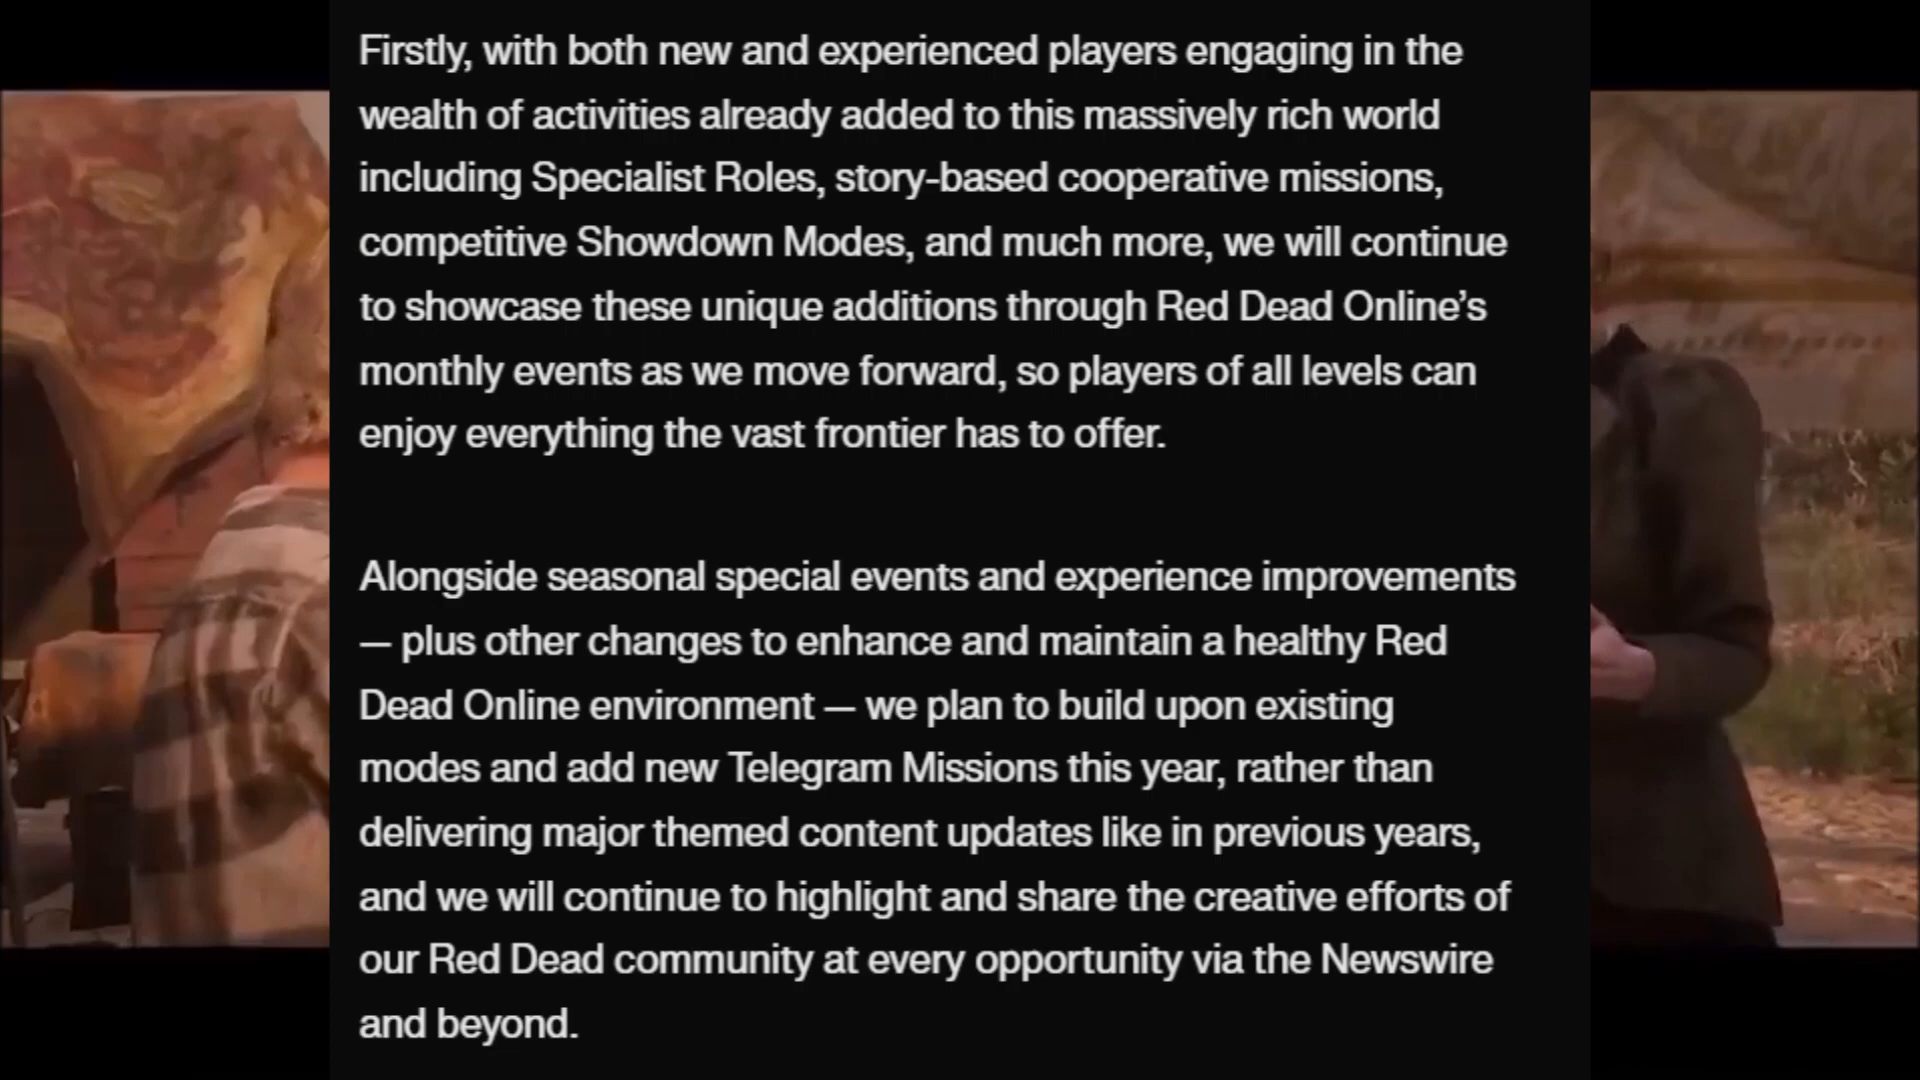 Firstly, with both new and experienced players engaging in the
wealth of activities already added to this massively rich world
including Specialist Roles, story-based cooperative missions,
competitive Showdown Modes, and much more, we will continue
to showcase these unique additions through Red Dead Online’s
monthly events as we move forward, so players of all levels can
enjoy everything the vast frontier has to offer.
Alongside seasonal special events and experience improvements
— plus other changes to enhance and maintain a healthy Red
Dead Online environment — we plan to build upon existing
modes and add new Telegram Missions this year, rather than
delivering major themed content updates like in previous years,
and we will continue to highlight and share the creative efforts of
our Red Dead community at every opportunity via the Newswire
and beyond.